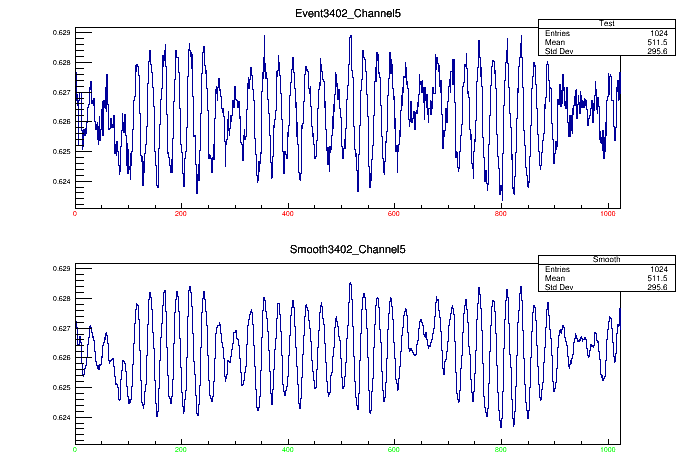 Event3402_Channel5
Test
Entries 1024
Mean 511.5
Std Dev 295.6
0.629
0.628
0.627
0.626
0.625
0.624
0 200 400 600 800 1000
Smooth3402_Channel5
Smooth
Entries 1024
Mean 511.5
Std Dev 295.6
0.629
0.628
0.627
0.626
0.625
0.624
0 200 400 600 800 1000